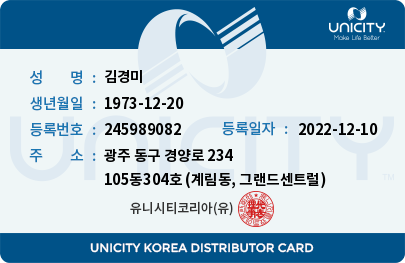 UNICITY
Make Life Better
성 명 : 김경미
생년월일 : 1973-12-20
등록번호 : 245989082 등록일자 : 2022-12-10
주 소 : 광주 동구 경양로 234
105동304호 (계림동, 그랜드센트럴)
UNICITY
유니시티코리아(유)
UNICITY KOREA DISTRIBUTOR CARD